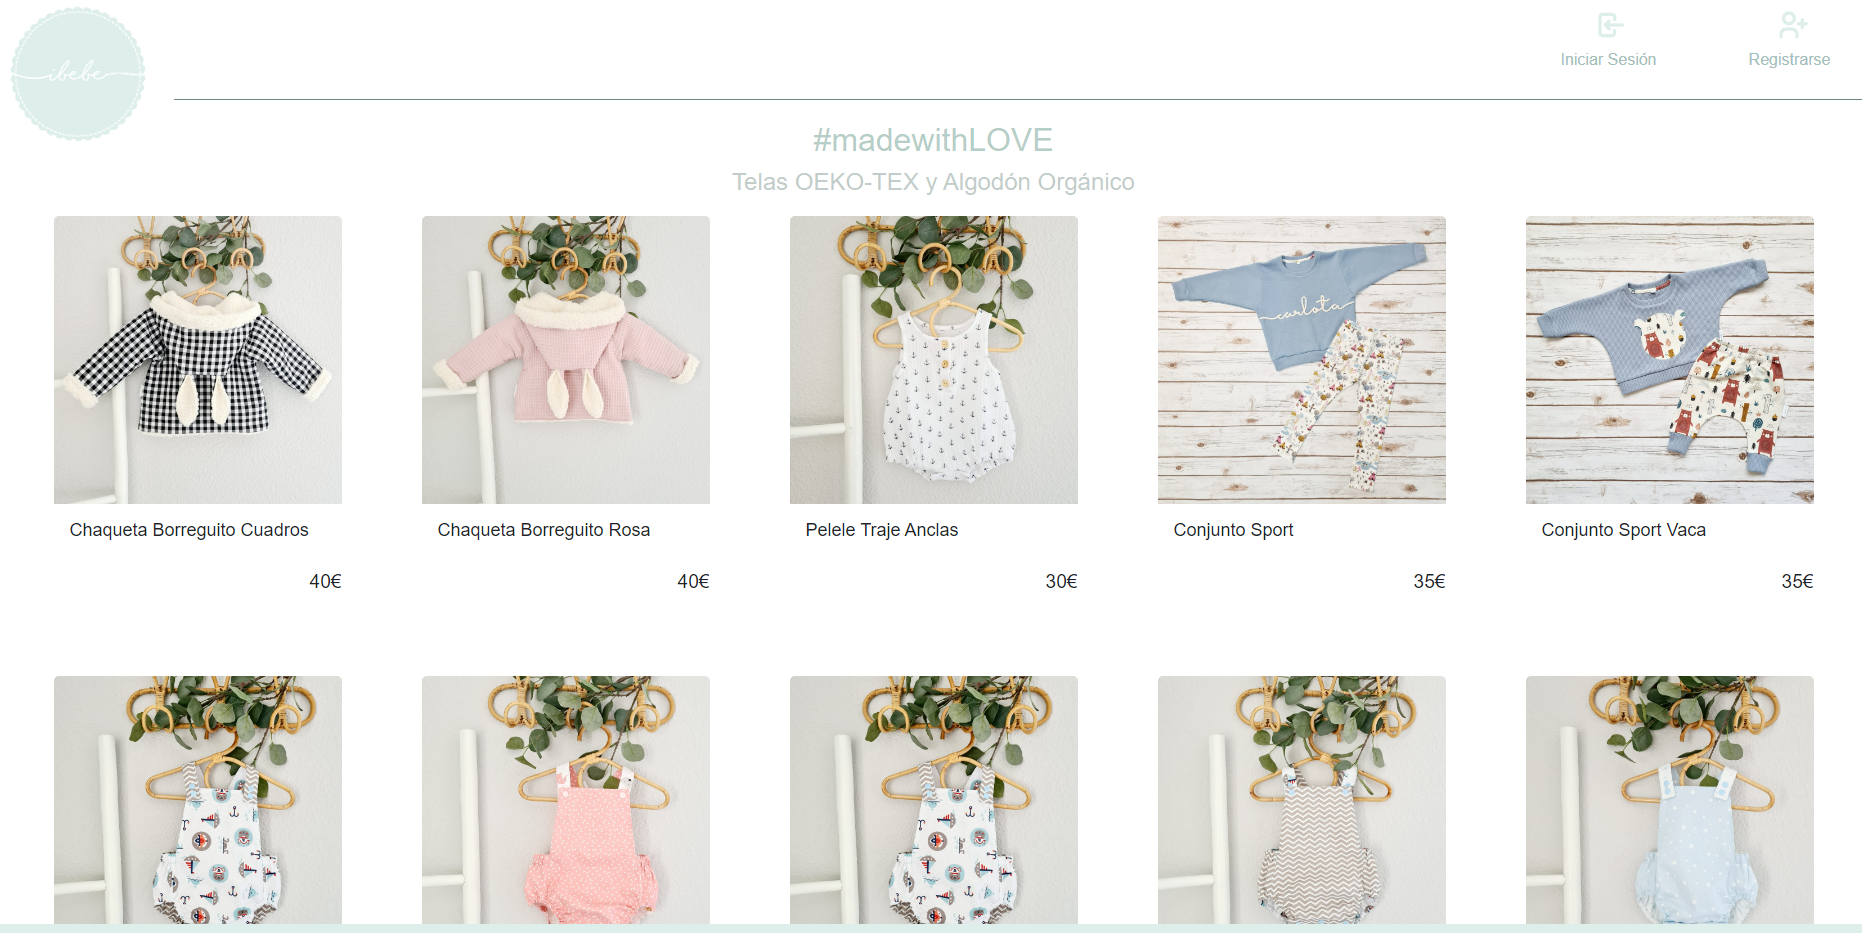 ibebe
Iniciar Sesión
Registrarse
#madewithLOVE
Telas OEKO-TEX y Algodón Orgánico
carlota
Chaqueta Borreguito Cuadros
40€
Chaqueta Borreguito Rosa
40€
Pelele Traje Anclas
30€
Conjunto Sport
35€
Conjunto Sport Vaca
35€